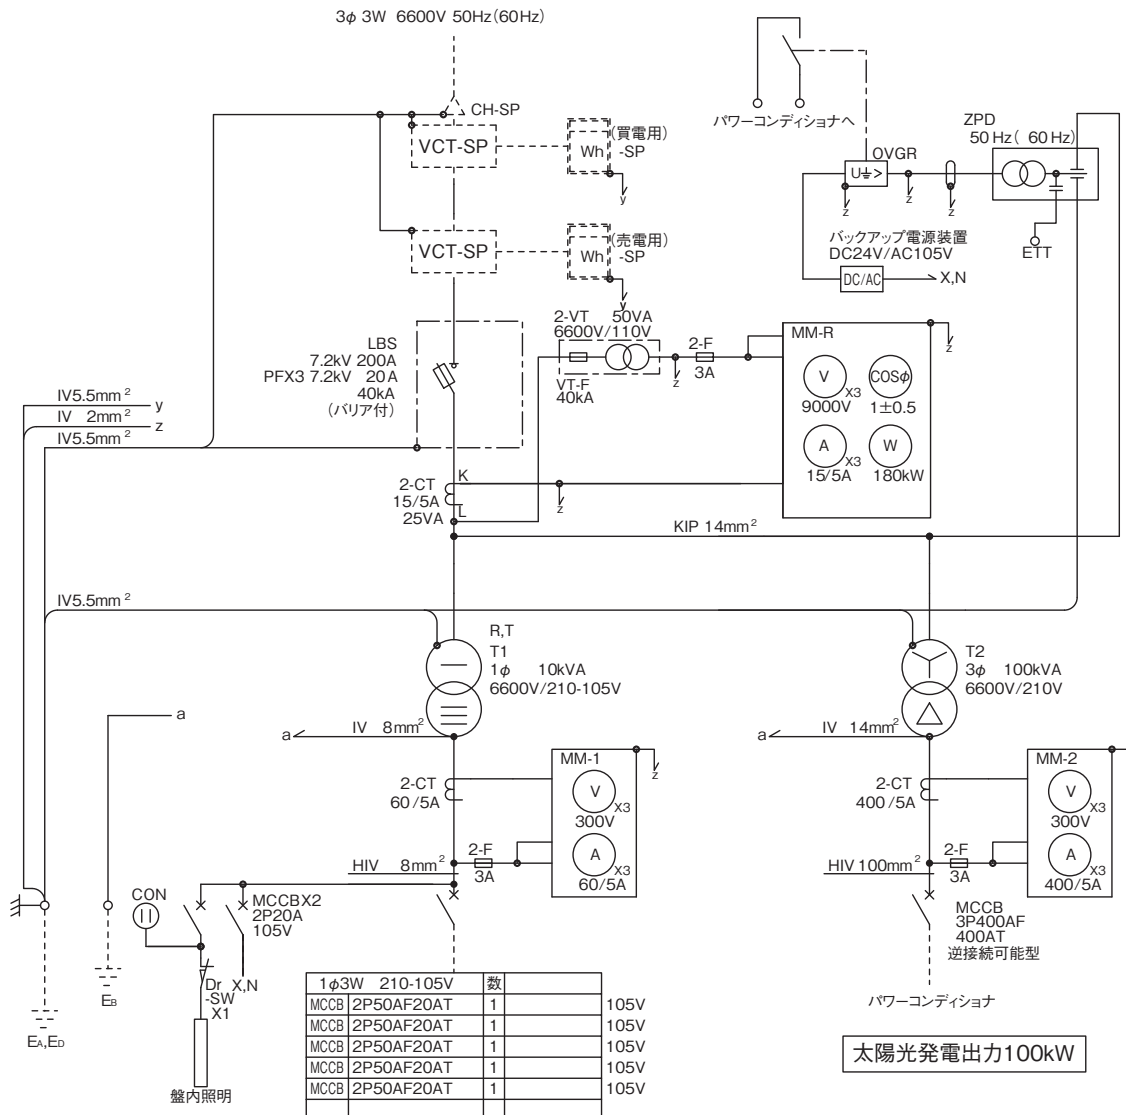 3φ 3W 6600V 50Hz(60Hz)
CH-SP
VCT-SP
Wh
(買電用)
-SP
y
VCT-SP
Wh
(売電用)
-SP
y
パワーコンディショナへ
OVGR
U>
z
z
z
ZPD
50Hz( 60Hz)
ETT
バックアップ電源装置
DC24V/AC105V
DC/AC
X,N
LBS
7.2kV 200A
PFX3 7.2kV 20A
40kA
(バリア付)
2-VT 50VA
6600V/110V
VT-F
40kA
z
2-F
3A
MM-R
z
V
X3
9000V
COSφ
1±0.5
A
X3
15/5A
W
180kW
IV5.5mm²
y
IV 2mm²
z
IV5.5mm²
2-CT
15/5A
25VA
K
L
z
KIP 14mm²
IV5.5mm²
R,T
T1
1φ 10kVA
6600V/210-105V
T2
3φ 100kVA
6600V/210V
a
a
IV 8mm²
a
IV 14mm²
2-CT
60/5A
MM-1
z
V
X3
300V
A
X3
60/5A
2-F
3A
HIV 8mm²
2-CT
400/5A
MM-2
V
X3
300V
A
X3
400/5A
2-F
3A
HIV 100mm²
CON
MCCBX2
2P20A
105V
MCCB
3P400AF
400AT
逆接続可能型
Dr
-SW
X1
X,N
EB
EA,ED
盤内照明
パワーコンディショナ
1φ3W 210-105V 数
MCCB 2P50AF20AT 1 105V
MCCB 2P50AF20AT 1 105V
MCCB 2P50AF20AT 1 105V
MCCB 2P50AF20AT 1 105V
MCCB 2P50AF20AT 1 105V
太陽光発電出力100kW